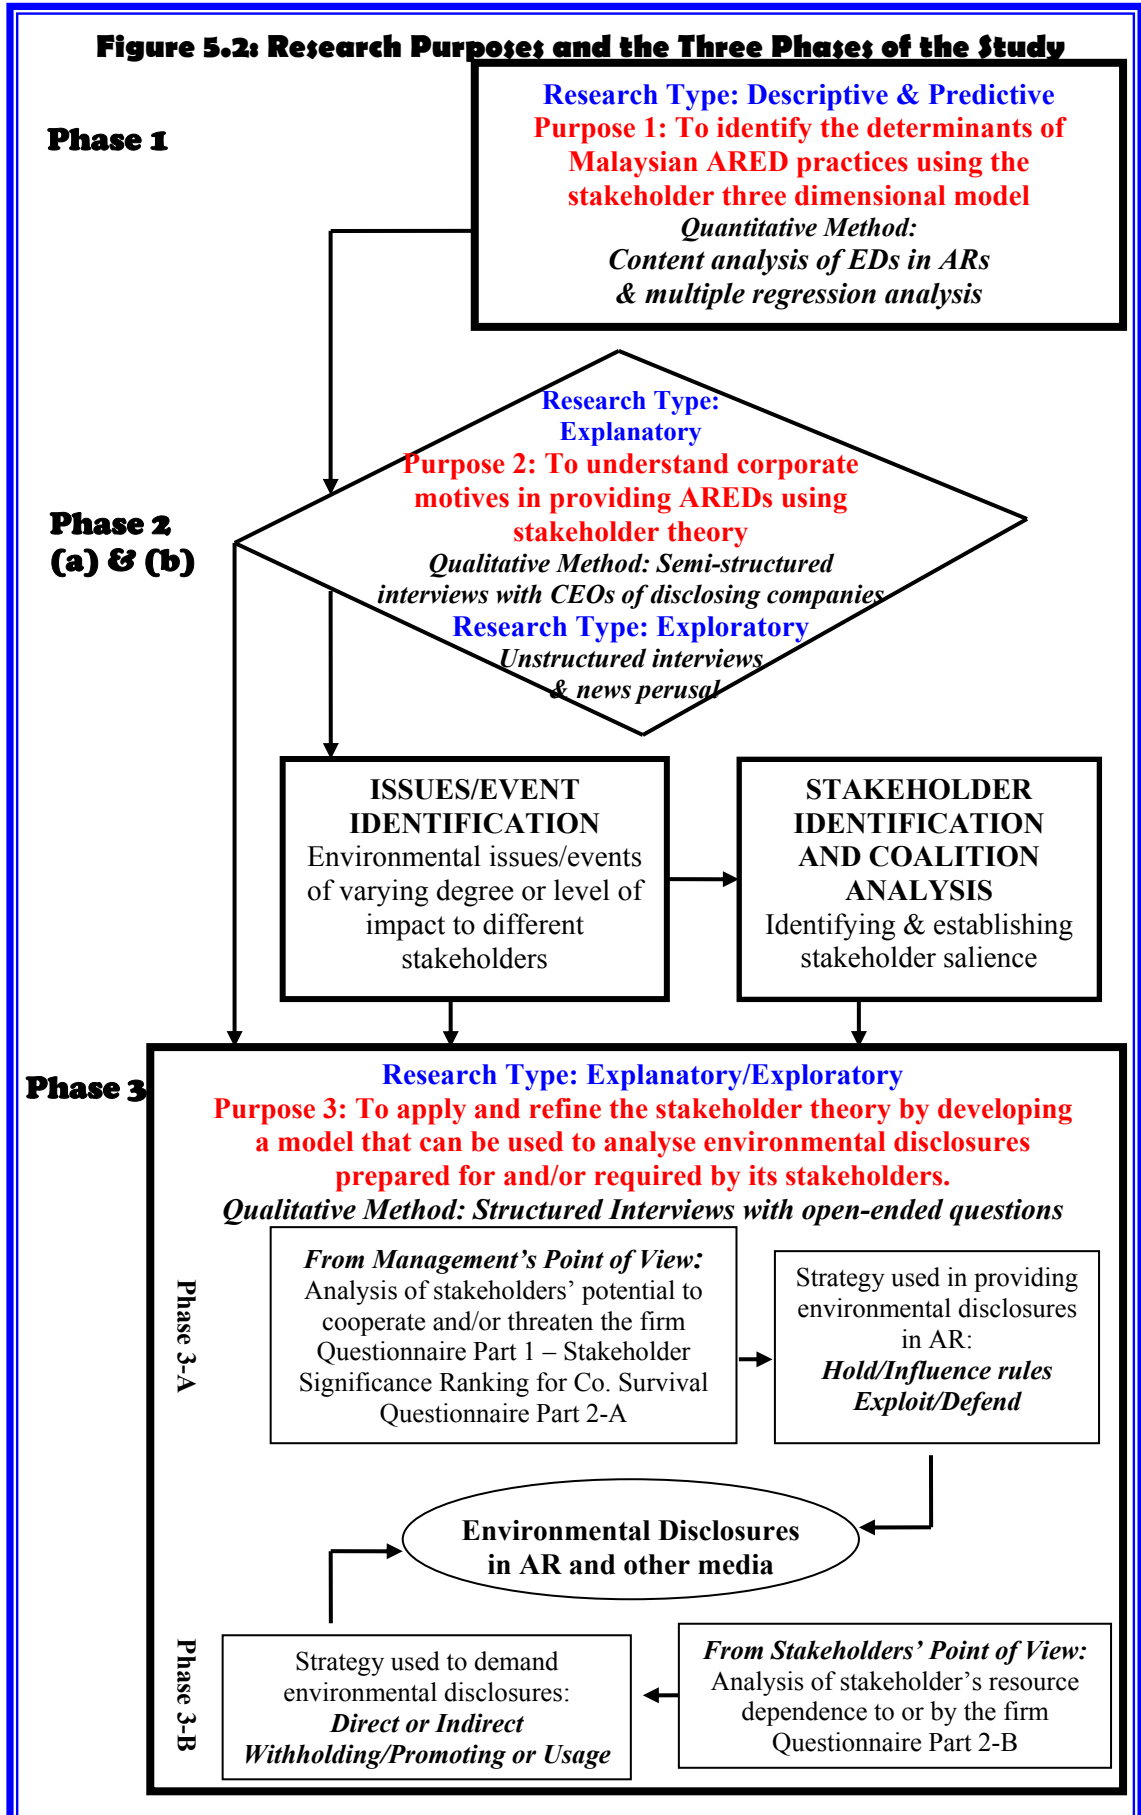 Figure 5.2: Research Purposes and the Three Phases of the Study
Phase 1
Research Type: Descriptive & Predictive
Purpose 1: To identify the determinants of
Malaysian ARED practices using the
stakeholder three dimensional model
Quantitative Method:
Content analysis of EDs in ARs
& multiple regression analysis
Phase 2
(a) & (b)
Research Type:
Explanatory
Purpose 2: To understand corporate
motives in providing AREDs using
stakeholder theory
Qualitative Method: Semi-structured
interviews with CEOs of disclosing companies
Research Type: Exploratory
Unstructured interviews
& news perusal
ISSUES/EVENT
IDENTIFICATION
Environmental issues/events
of varying degree or level of
impact to different
stakeholders
STAKEHOLDER
IDENTIFICATION
AND COALITION
ANALYSIS
Identifying & establishing
stakeholder salience
Phase 3
Research Type: Explanatory/Exploratory
Purpose 3: To apply and refine the stakeholder theory by developing
a model that can be used to analyse environmental disclosures
prepared for and/or required by its stakeholders.
Qualitative Method: Structured Interviews with open-ended questions
Phase 3-A
From Management's Point of View:
Analysis of stakeholders' potential to
cooperate and/or threaten the firm
Questionnaire Part 1 – Stakeholder
Significance Ranking for Co. Survival
Questionnaire Part 2-A
Strategy used in providing
environmental disclosures
in AR:
Hold/Influence rules
Exploit/Defend
Environmental Disclosures
in AR and other media
Phase 3-B
Strategy used to demand
environmental disclosures:
Direct or Indirect
Withholding/Promoting or Usage
From Stakeholders' Point of View:
Analysis of stakeholder's resource
dependence to or by the firm
Questionnaire Part 2-B